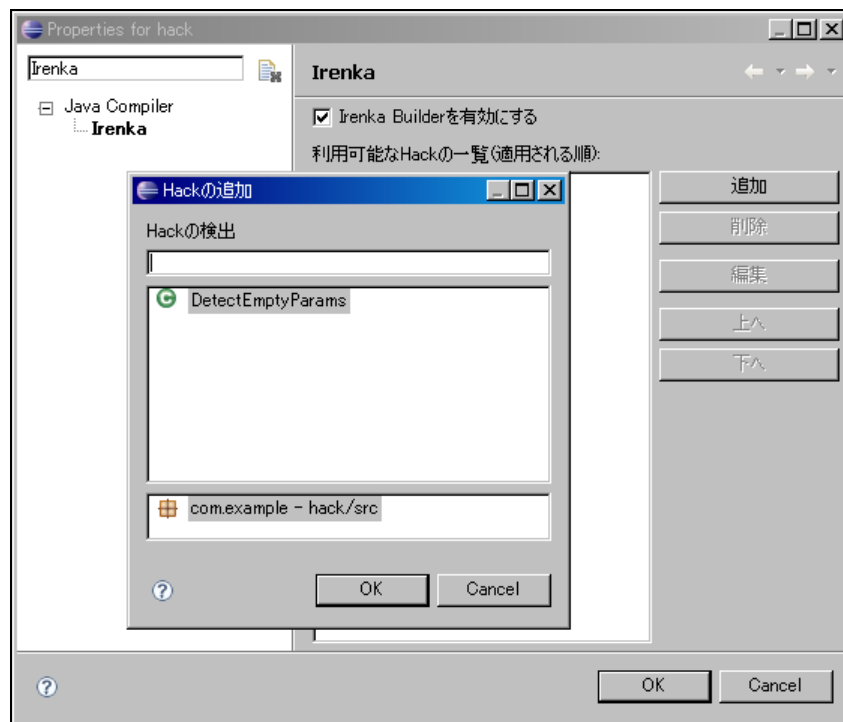 Properties for hack
Irenka
Irenka
Java Compiler
Irenka
Irenka Builderを有効にする
利用可能なHackの一覧(適用される順):
Hackの追加
追加
削除
編集
上へ
下へ
Hackの検出
DetectEmptyParams
com.example - hack/src
OK
Cancel
OK
Cancel